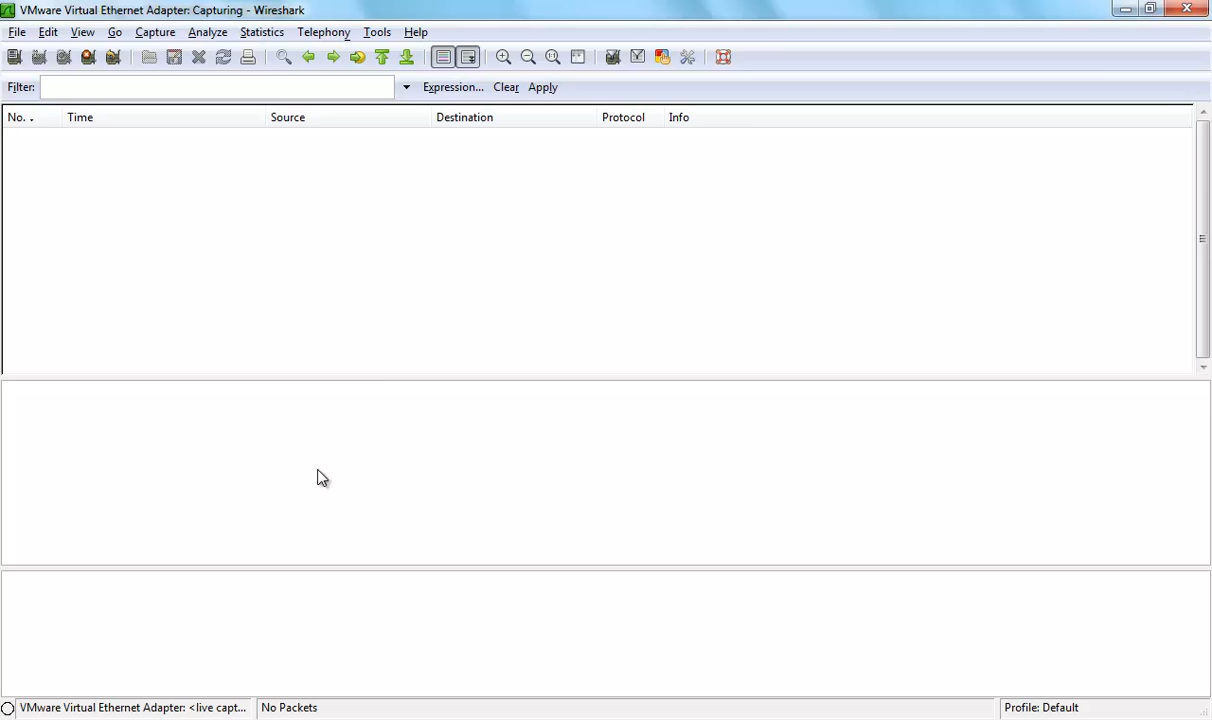 VMware Virtual Ethernet Adapter: Capturing - Wireshark
File Edit View Go Capture Analyze Statistics Telephony Tools Help
Filter: Expression... Clear Apply
No. Time Source Destination Protocol Info
VMware Virtual Ethernet Adapter: <live capt... No Packets Profile: Default